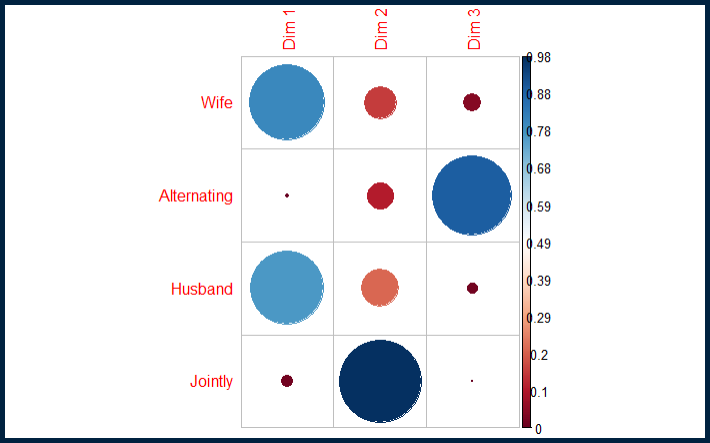 Dim 1
Dim 2
Dim 3
Wife
Alternating
Husband
Jointly
0.98
0.88
0.78
0.68
0.59
0.49
0.39
0.29
0.2
0.1
0